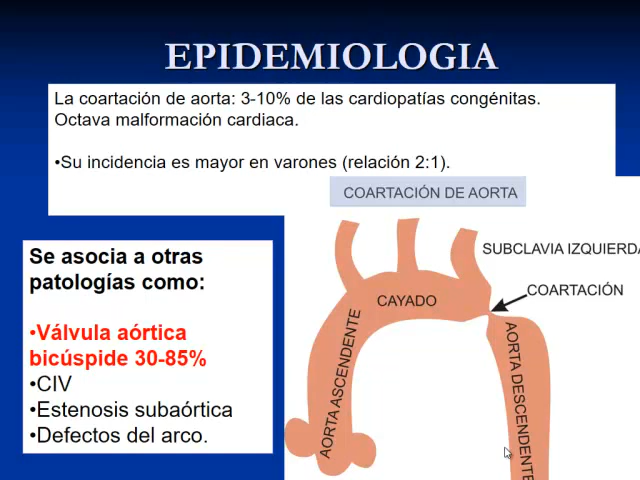 EPIDEMIOLOGIA
La coartación de aorta: 3-10% de las cardiopatías congénitas.
Octava malformación cardiaca.
•Su incidencia es mayor en varones (relación 2:1).
COARTACIÓN DE AORTA
Se asocia a otras
patologías como:
•Válvula aórtica
bicúspide 30-85%
•CIV
•Estenosis subaórtica
•Defectos del arco.
SUBCLAVIA IZQUIERDA
COARTACIÓN
CAYADO
AORTA ASCENDENTE
AORTA DESCENDENTE